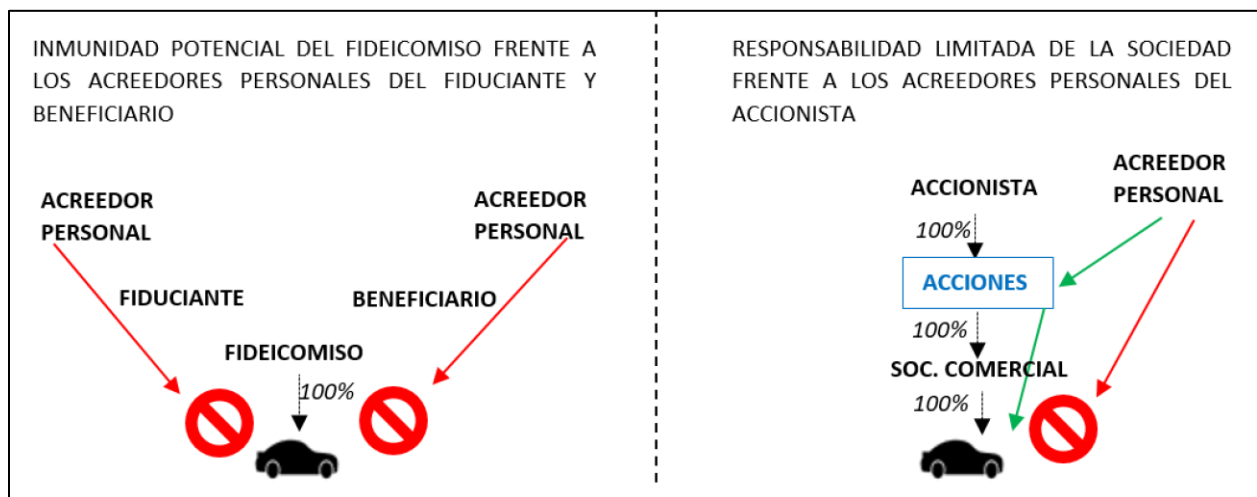 INMUNIDAD POTENCIAL DEL FIDEICOMISO FRENTE A
LOS ACREEDORES PERSONALES DEL FIDUCIANTE Y
BENEFICIARIO
ACREEDOR
PERSONAL
ACREEDOR
PERSONAL
FIDUCIANTE
BENEFICIARIO
FIDEICOMISO
100%
RESPONSABILIDAD LIMITADA DE LA SOCIEDAD
FRENTE A LOS ACREEDORES PERSONALES DEL
ACCIONISTA
ACREEDOR
PERSONAL
ACCIONISTA
100%
ACCIONES
100%
SOC. COMERCIAL
100%